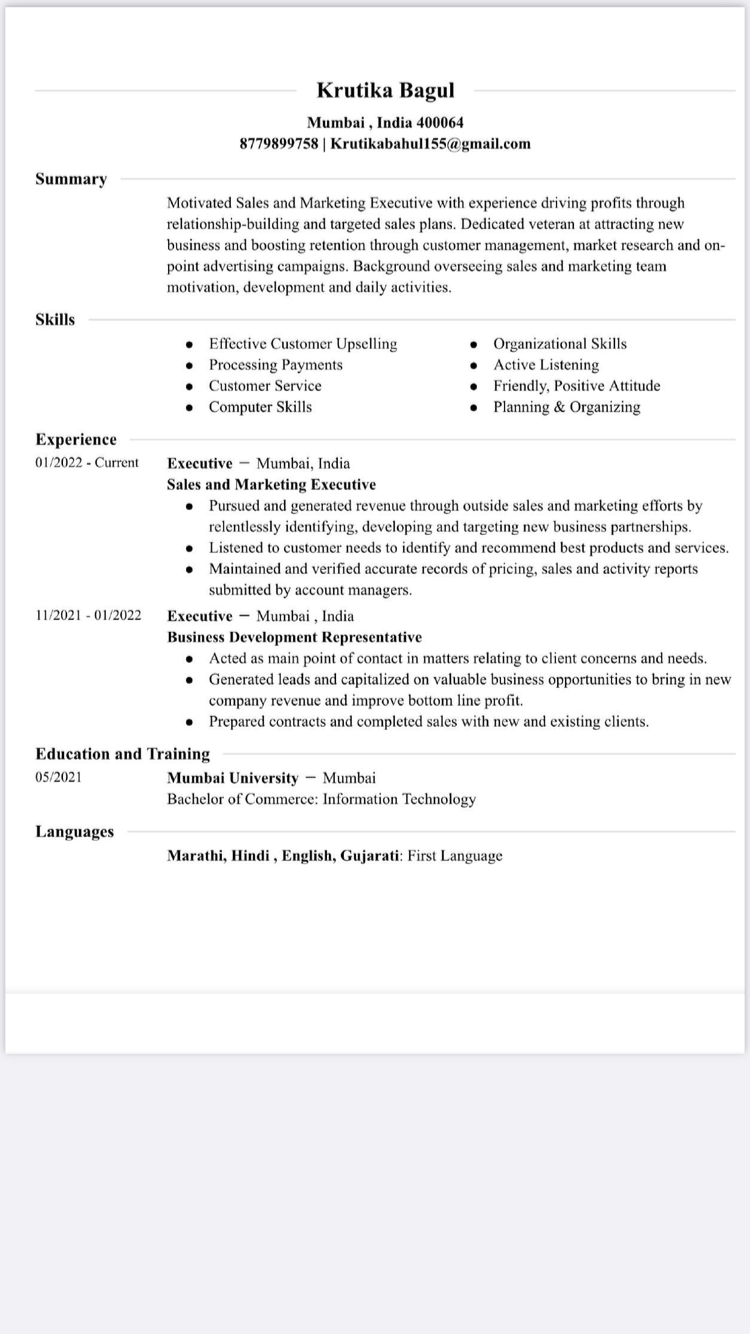 Krutika Bagul
Mumbai , India 400064
8779899758 | Krutikabahul155@gmail.com
Summary
Motivated Sales and Marketing Executive with experience driving profits through
relationship-building and targeted sales plans. Dedicated veteran at attracting new
business and boosting retention through customer management, market research and on-
point advertising campaigns. Background overseeing sales and marketing team
motivation, development and daily activities.
Skills
● Effective Customer Upselling
● Processing Payments
● Customer Service
● Computer Skills
● Organizational Skills
● Active Listening
● Friendly, Positive Attitude
● Planning & Organizing
Experience
01/2022 - Current
Executive — Mumbai, India
Sales and Marketing Executive
● Pursued and generated revenue through outside sales and marketing efforts by
relentlessly identifying, developing and targeting new business partnerships.
● Listened to customer needs to identify and recommend best products and services.
● Maintained and verified accurate records of pricing, sales and activity reports
submitted by account managers.
11/2021 - 01/2022
Executive — Mumbai , India
Business Development Representative
● Acted as main point of contact in matters relating to client concerns and needs.
● Generated leads and capitalized on valuable business opportunities to bring in new
company revenue and improve bottom line profit.
● Prepared contracts and completed sales with new and existing clients.
Education and Training
05/2021
Mumbai University — Mumbai
Bachelor of Commerce: Information Technology
Languages
Marathi, Hindi , English, Gujarati: First Language